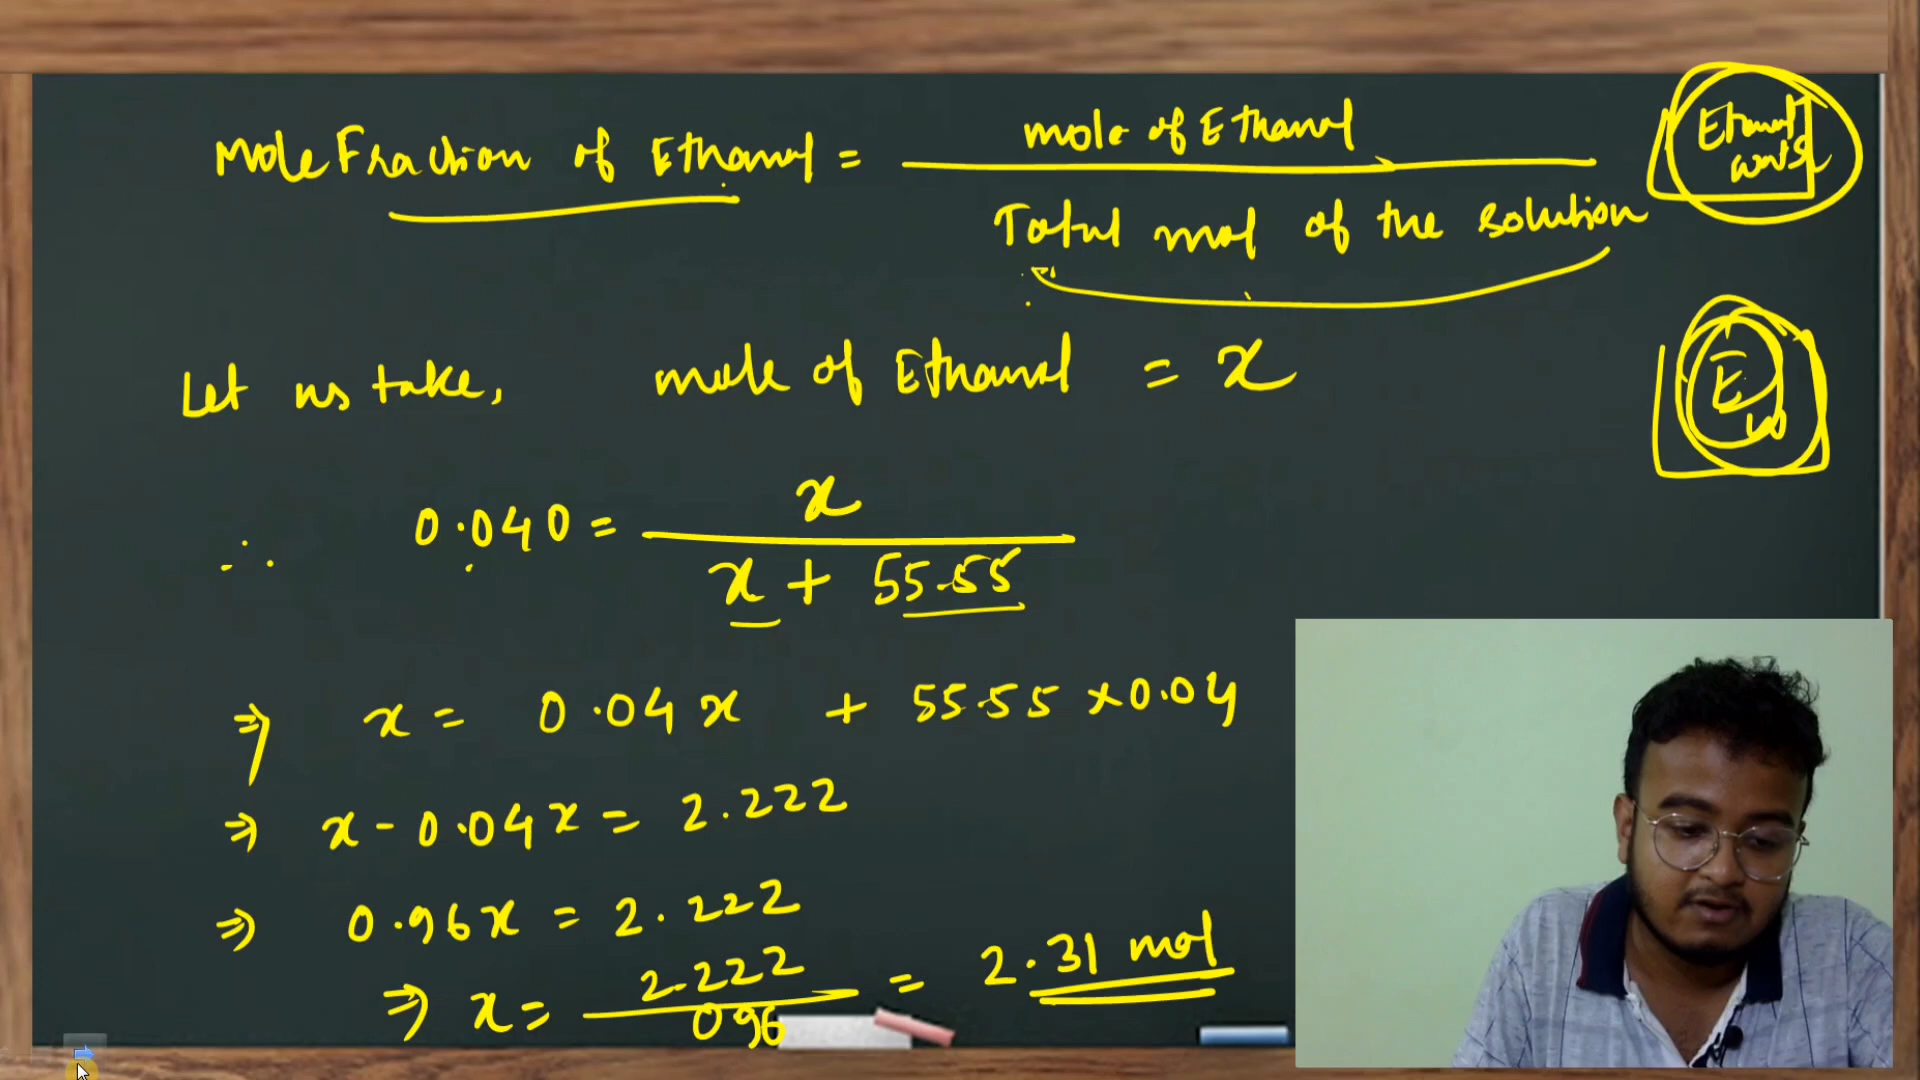 Mole Fraction of Ethanol = mole of Ethanol
Total mol of the solution
Ethanol
Let us take, mole of Ethanol = x
E
W
∴ 0.040 = x
x + 55.55
⇒ x = 0.04x + 55.55 × 0.04
⇒ x - 0.04x = 2.222
⇒ 0.96x = 2.222
⇒ x = 2.222 = 2.31 mol
0.96